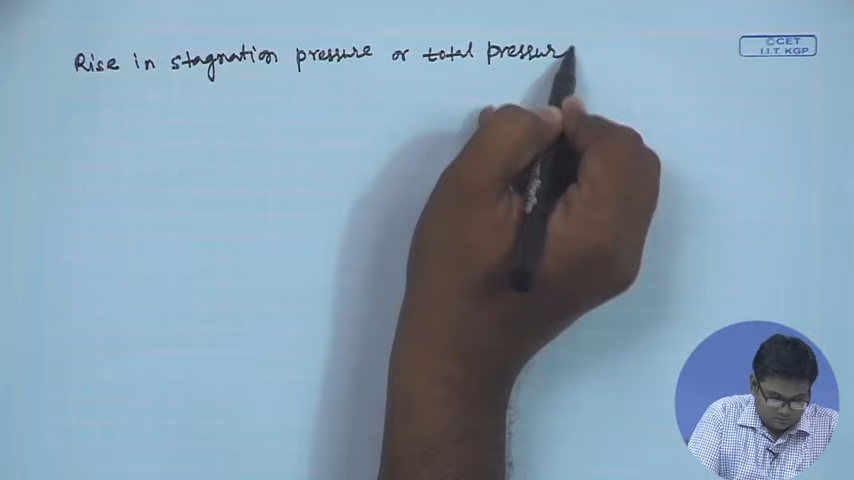 Rise in stagnation pressure or total pressur
©CET
I.I.T. KGP